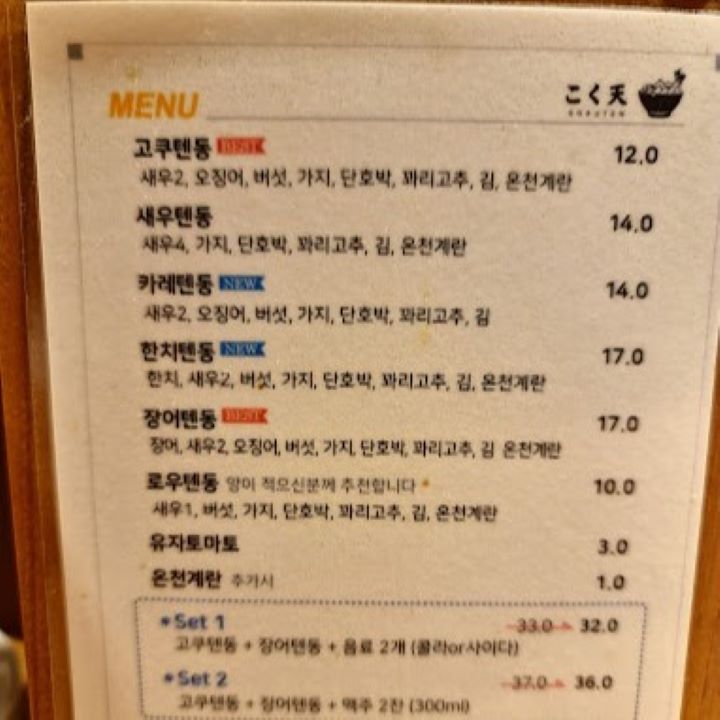 MENU
こく天
KOKUTEN
고쿠텐동 BEST 12.0
새우2, 오징어, 버섯, 가지, 단호박, 꽈리고추, 김, 온천계란
새우텐동 14.0
새우4, 가지, 단호박, 꽈리고추, 김, 온천계란
카레텐동 NEW 14.0
새우2, 오징어, 버섯, 가지, 단호박, 꽈리고추, 김
한치텐동 NEW 17.0
한치, 새우2, 버섯, 가지, 단호박, 꽈리고추, 김, 온천계란
장어텐동 BEST 17.0
장어, 새우2, 오징어, 버섯, 가지, 단호박, 꽈리고추, 김 온천계란
로우텐동 양이 적으신분께 추천합니다 10.0
새우1, 버섯, 가지, 단호박, 꽈리고추, 김, 온천계란
유자토마토 3.0
온천계란 추가시 1.0
*Set 1 33.0 32.0
고쿠텐동 + 장어텐동 + 음료 2개 (콜라or사이다)
*Set 2 37.0 36.0
고쿠텐동 + 장어텐동 + 맥주 2잔 (300ml)